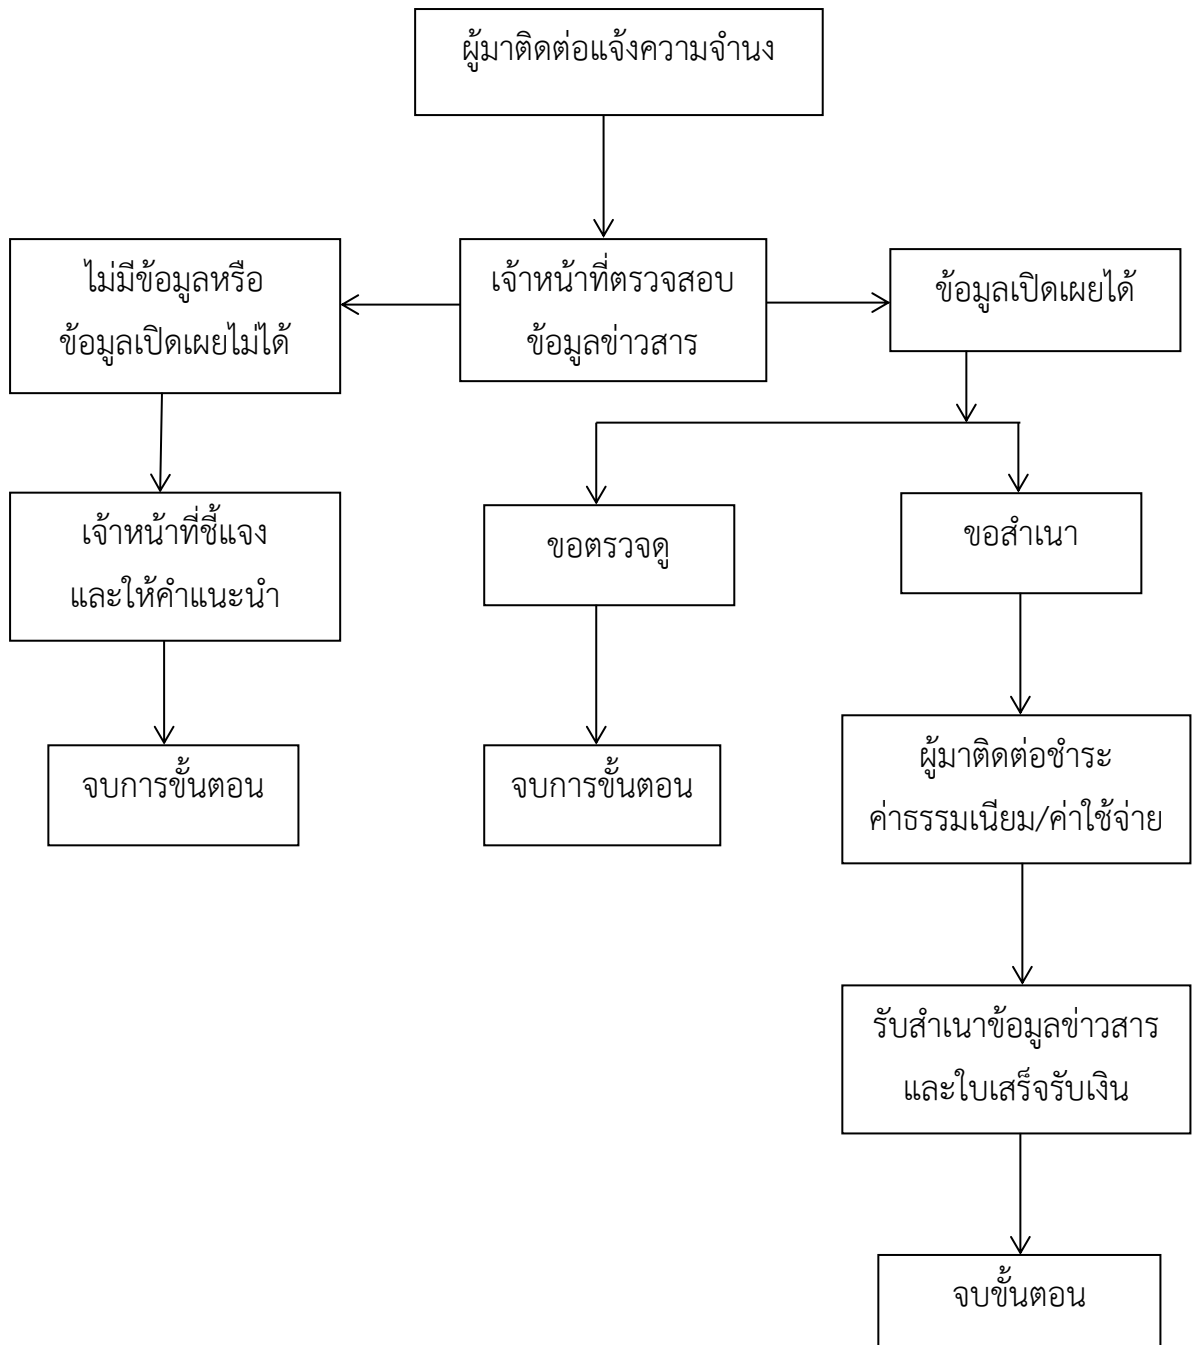 ผู้มาติดต่อแจ้งความจำนง
ไม่มีข้อมูลหรือ
ข้อมูลเปิดเผยไม่ได้
เจ้าหน้าที่ตรวจสอบ
ข้อมูลข่าวสาร
ข้อมูลเปิดเผยได้
เจ้าหน้าที่ชี้แจง
และให้คำแนะนำ
ขอตรวจดู
ขอสำเนา
จบการขั้นตอน
จบการขั้นตอน
ผู้มาติดต่อชำระ
ค่าธรรมเนียม/ค่าใช้จ่าย
รับสำเนาข้อมูลข่าวสาร
และใบเสร็จรับเงิน
จบขั้นตอน